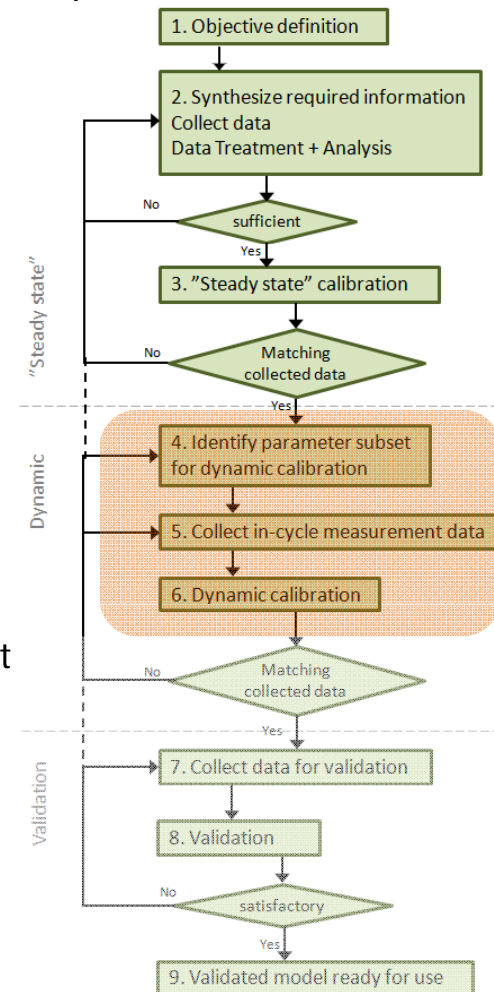 1. Objective definition
2. Synthesize required information
Collect data
Data Treatment + Analysis
No
sufficient
Yes
3. ”Steady state” calibration
”Steady state”
No
Matching
collected data
Yes
4. Identify parameter subset
for dynamic calibration
Dynamic
5. Collect in-cycle measurement data
6. Dynamic calibration
t
No
Matching
collected data
Yes
7. Collect data for validation
Validation
8. Validation
No
satisfactory
Yes
9. Validated model ready for use